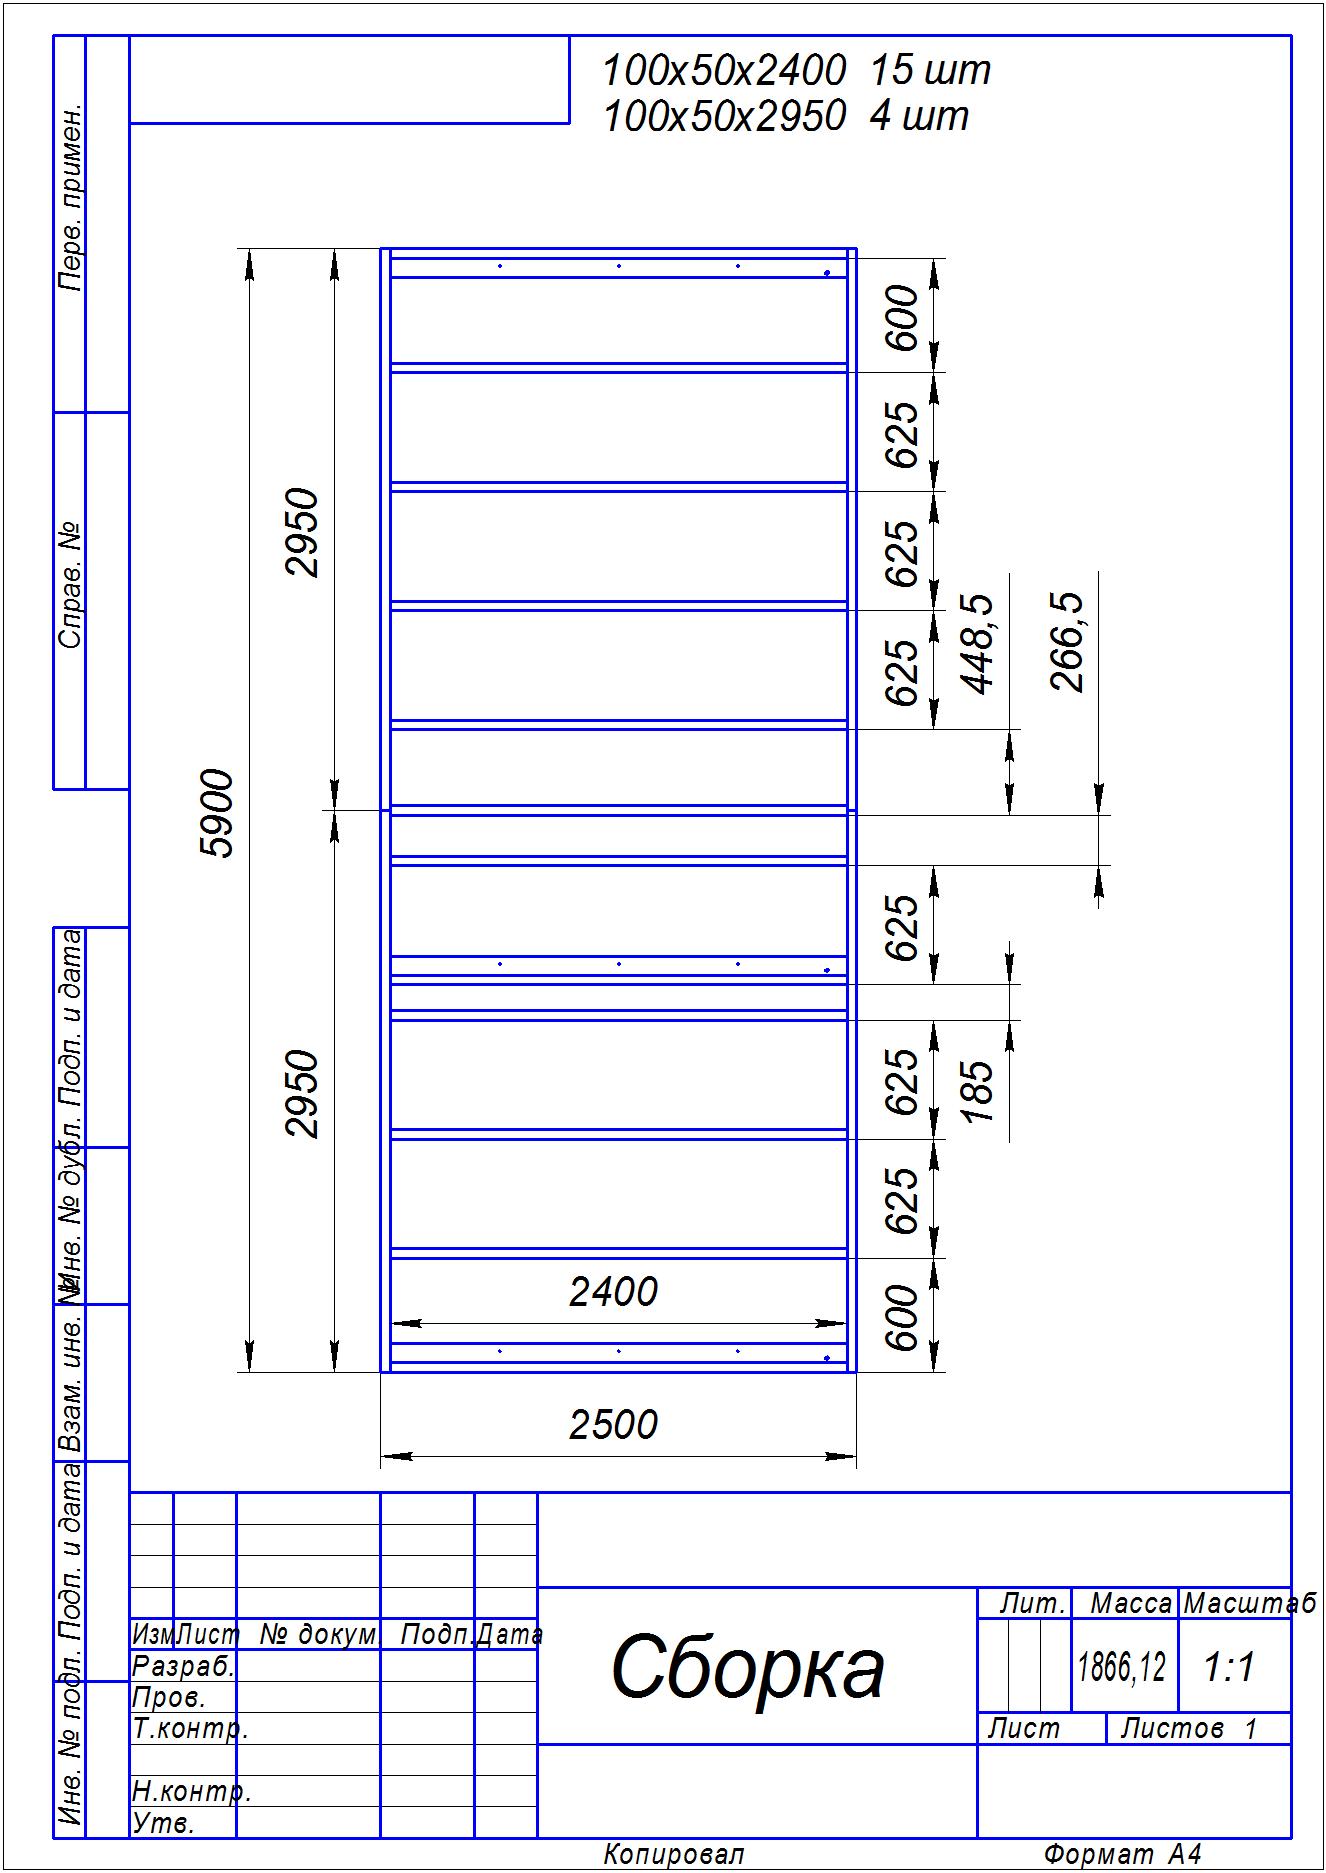 100x50x2400 15 шт
100x50x2950 4 шт
Перв. примен.
Справ. №
Подп. и дата
Инв. № дубл.
Взам. инв. №
Подп. и дата
Инв. № подл.
5900
2950
2950
600
625
625
625
448,5
266,5
625
185
625
625
600
2400
2500
Изм Лист № докум. Подп. Дата
Разраб.
Пров.
Т.контр.
Н.контр.
Утв.
Сборка
Лит. Масса Масштаб
1866,12 1:1
Лист Листов 1
Копировал Формат А4